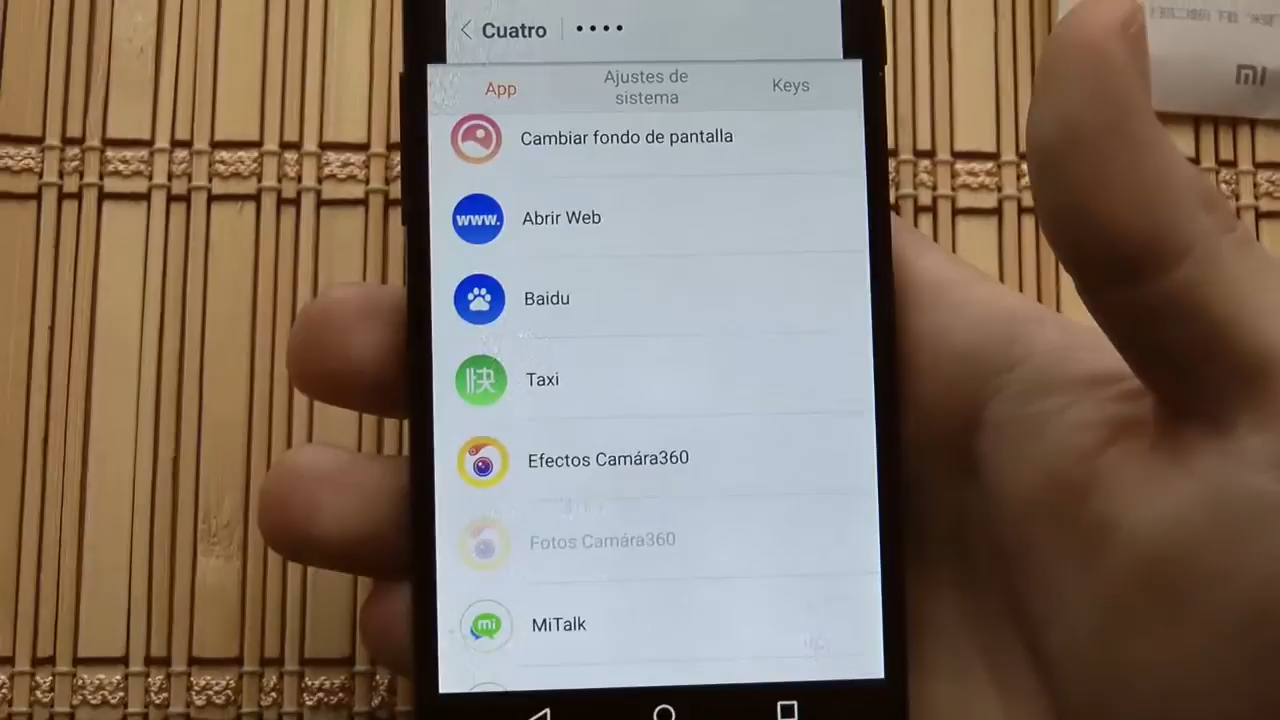 Cuatro
App
Ajustes de
sistema
Keys
Cambiar fondo de pantalla
www.
Abrir Web
Baidu
快
Taxi
Efectos Camára360
Fotos Camára360
mi
MiTalk
mi